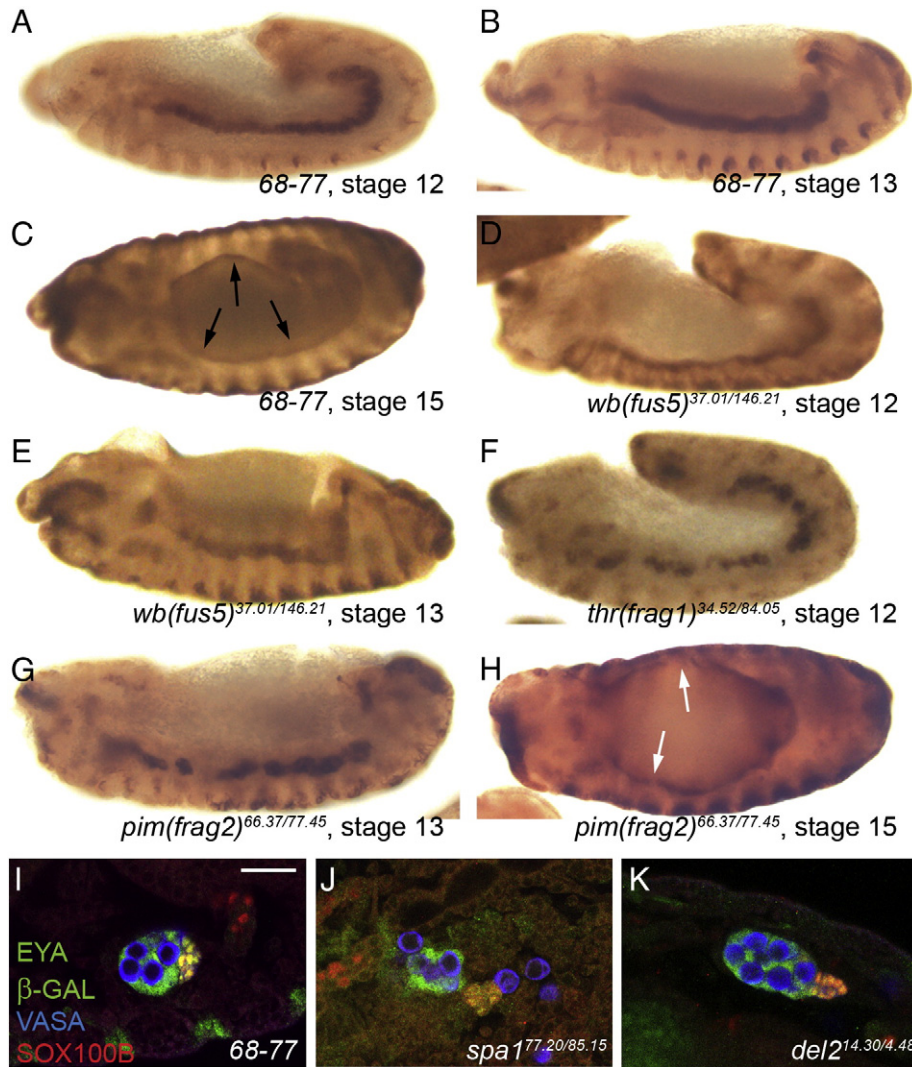 A
68-77, stage 12
B
68-77, stage 13
C
68-77, stage 15
D
wb(fus5)37.01/146.21, stage 12
E
wb(fus5)37.01/146.21, stage 13
F
thr(frag1)34.52/84.05, stage 12
G
pim(frag2)66.37/77.45, stage 13
H
pim(frag2)66.37/77.45, stage 15
I
EYA
β-GAL
VASA
SOX100B
68-77
J
spa177.20/85.15
K
del214.30/4.48